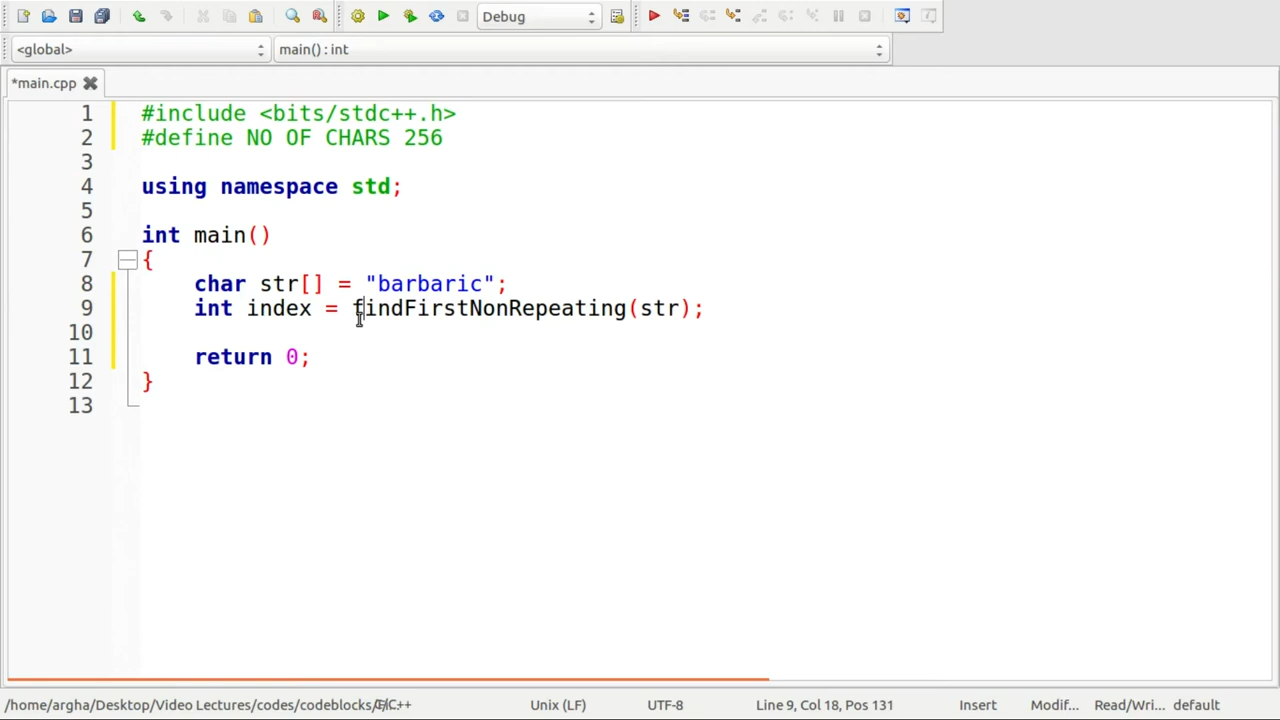 Debug
<global>
main() : int
*main.cpp
1 #include <bits/stdc++.h>
2 #define NO OF CHARS 256
3
4 using namespace std;
5
6 int main()
7 {
8 char str[] = "barbaric";
9 int index = findFirstNonRepeating(str);
10
11 return 0;
12 }
13
/home/argha/Desktop/Video Lectures/codes/codeblocks/ C/C++ Unix (LF) UTF-8 Line 9, Col 18, Pos 131 Insert Modif... Read/Wri... default